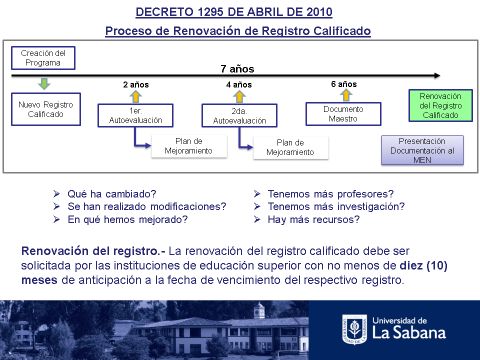 DECRETO 1295 DE ABRIL DE 2010
Proceso de Renovación de Registro Calificado
Creación del
Programa
7 años
2 años
4 años
6 años
Nuevo Registro
Calificado
1er.
Autoevaluación
2da.
Autoevaluación
Documento
Maestro
Renovación
del Registro
Calificado
Plan de
Mejoramiento
Plan de
Mejoramiento
Presentación
Documentación al
MEN
Qué ha cambiado?
Se han realizado modificaciones?
En qué hemos mejorado?
Tenemos más profesores?
Tenemos más investigación?
Hay más recursos?
Renovación del registro.- La renovación del registro calificado debe ser
solicitada por las instituciones de educación superior con no menos de diez (10)
meses de anticipación a la fecha de vencimiento del respectivo registro.
Universidad de
La Sabana